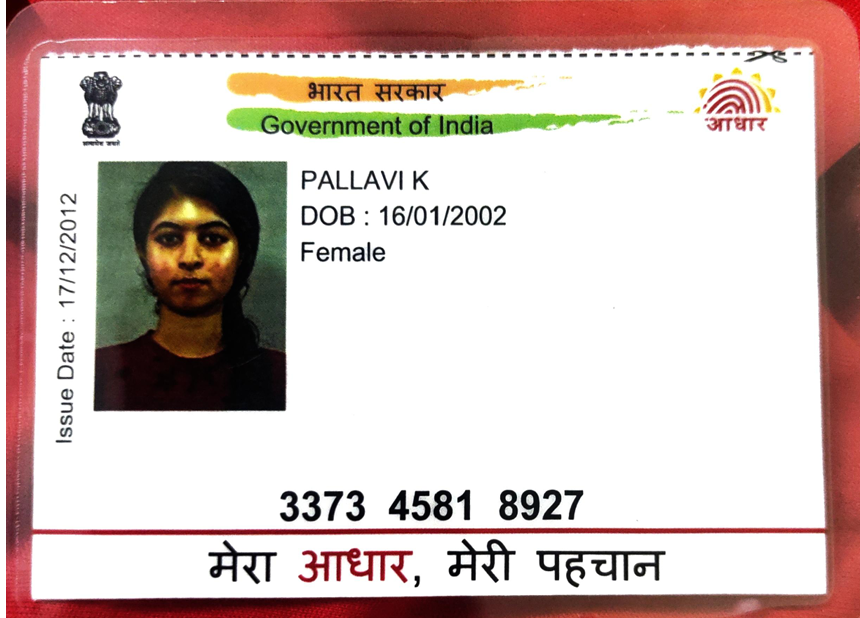 भारत सरकार
Government of India
सत्यमेव जयते
आधार
Issue Date : 17/12/2012
PALLAVI K
DOB : 16/01/2002
Female
3373 4581 8927
मेरा आधार, मेरी पहचान